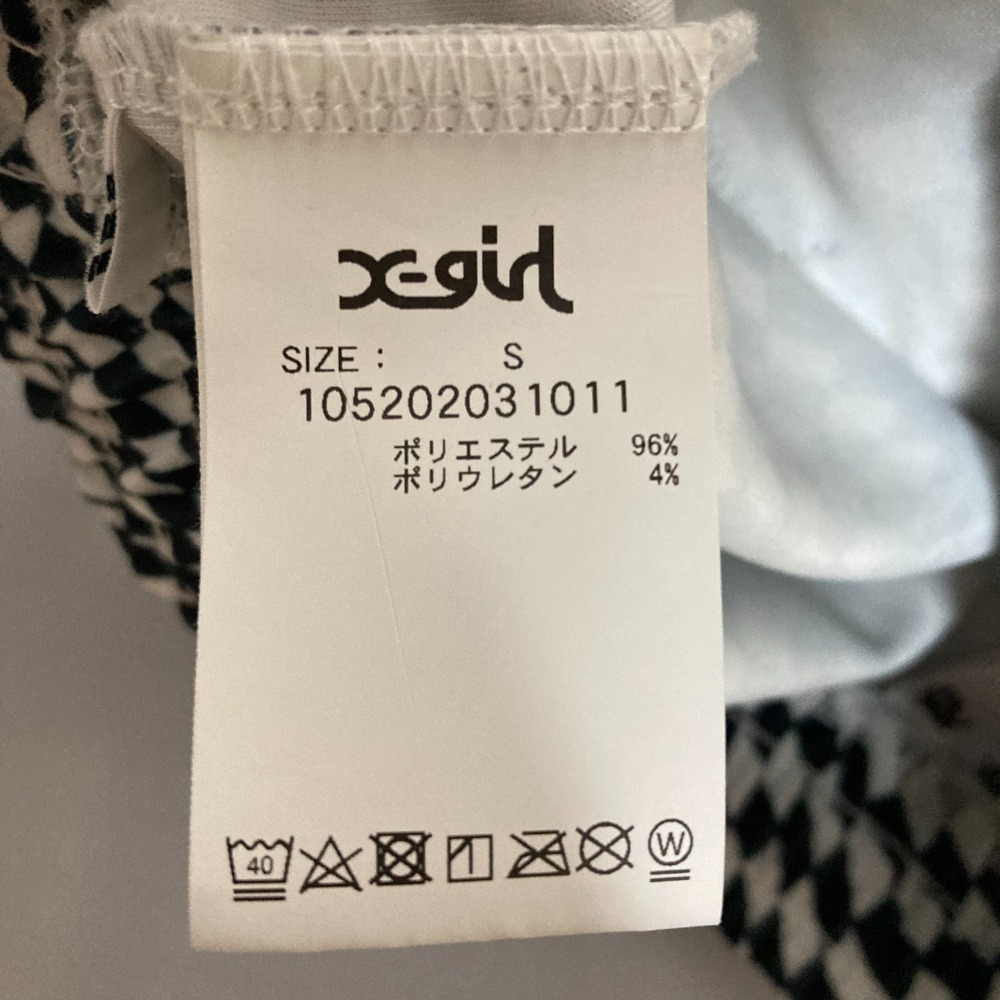 X-girl
SIZE : S
105202031011
ポリエステル 96%
ポリウレタン 4%
40 W